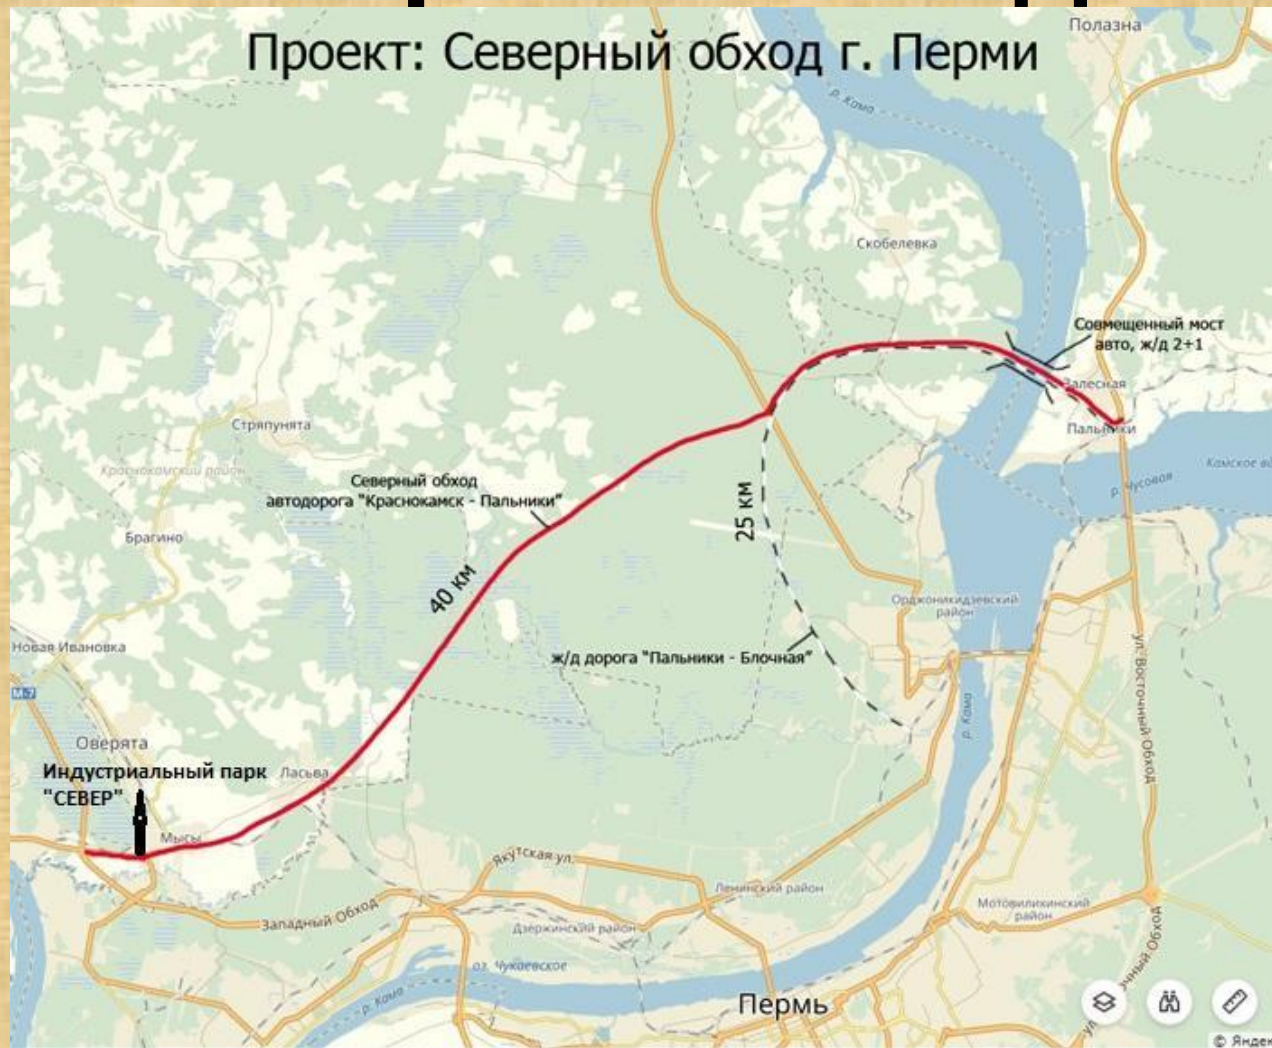 Проект: Северный обход г. Перми
Полазна
р. Кама
Скобелевка
Совмещенный мост
авто, ж/д 2+1
Залесная
Пальники
Стряпунята
Краснокамский район
Северный обход
автодорога "Краснокамск - Пальники"
р. Чусовая
Камское
25 км
Брагино
40 км
Орджоникидзевский
район
Новая Ивановка
ж/д дорога "Пальники - Блочная"
ул. Восточный Обход
М-7
р. Кама
Оверята
Индустриальный парк
"СЕВЕР"
Ласьва
Мысы
Якутская ул.
Ленинский район
Западный Обход
Дзержинский район
Мотовилихинский
район
оз. Чукаевское
р. Кама
Пермь
Обход
© Яндекс